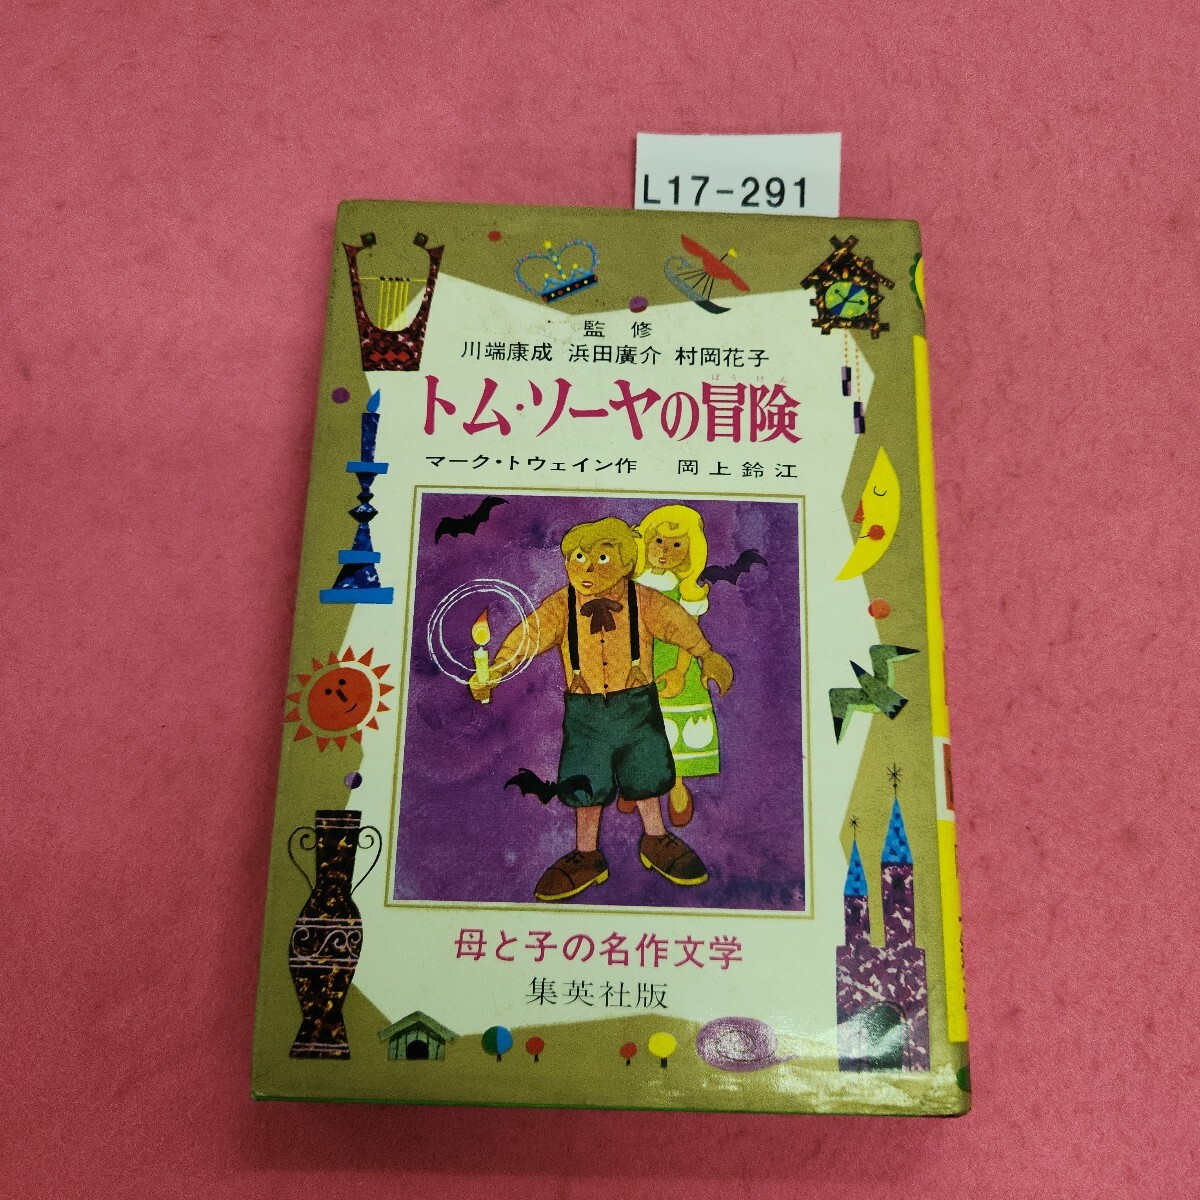 L17-291
監修
川端康成 浜田廣介 村岡花子
ぼうけん
トム・ソーヤの冒険
マーク・トウェイン作 岡上鈴江
母と子の名作文学
集英社版